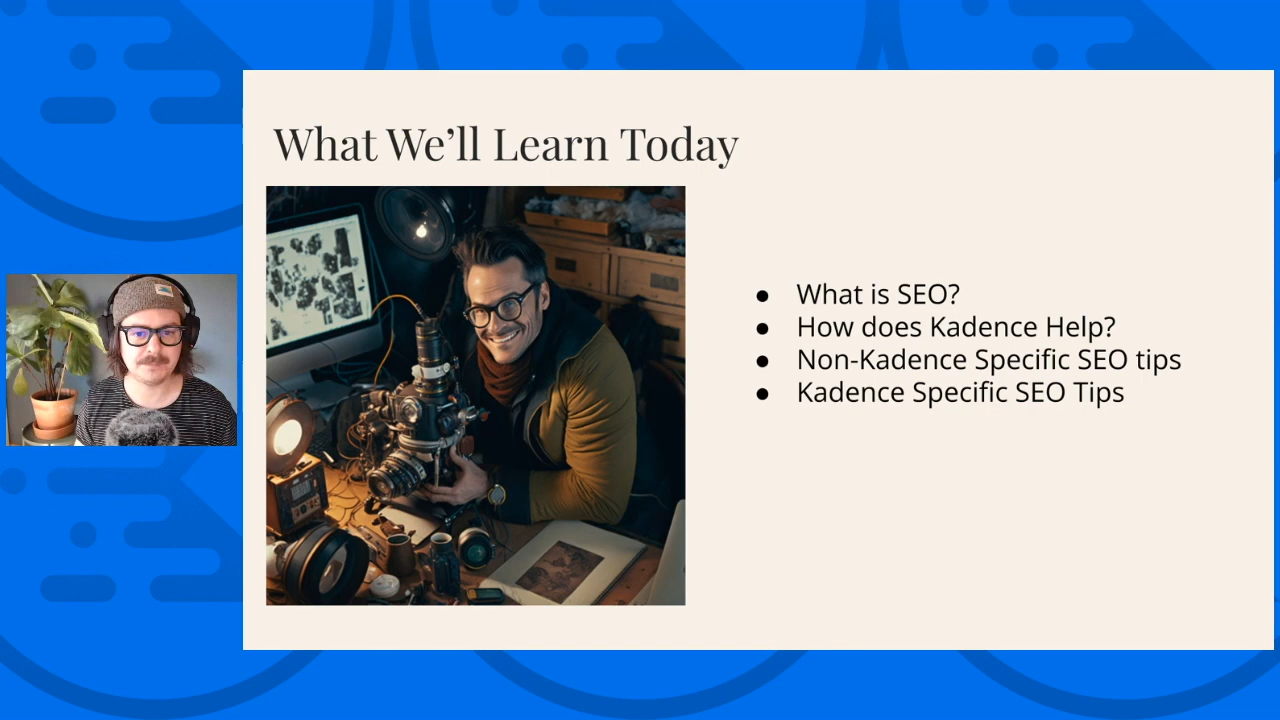 What We’ll Learn Today
● What is SEO?
● How does Kadence Help?
● Non-Kadence Specific SEO tips
● Kadence Specific SEO Tips